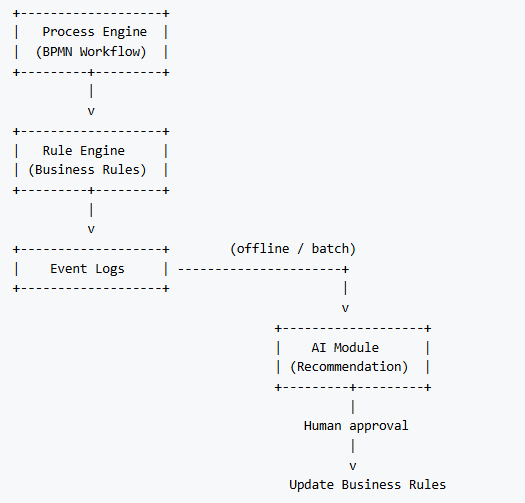 Process Engine
(BPMN Workflow)
v
Rule Engine
(Business Rules)
v
(offline / batch)
Event Logs
v
AI Module
(Recommendation)
Human approval
v
Update Business Rules